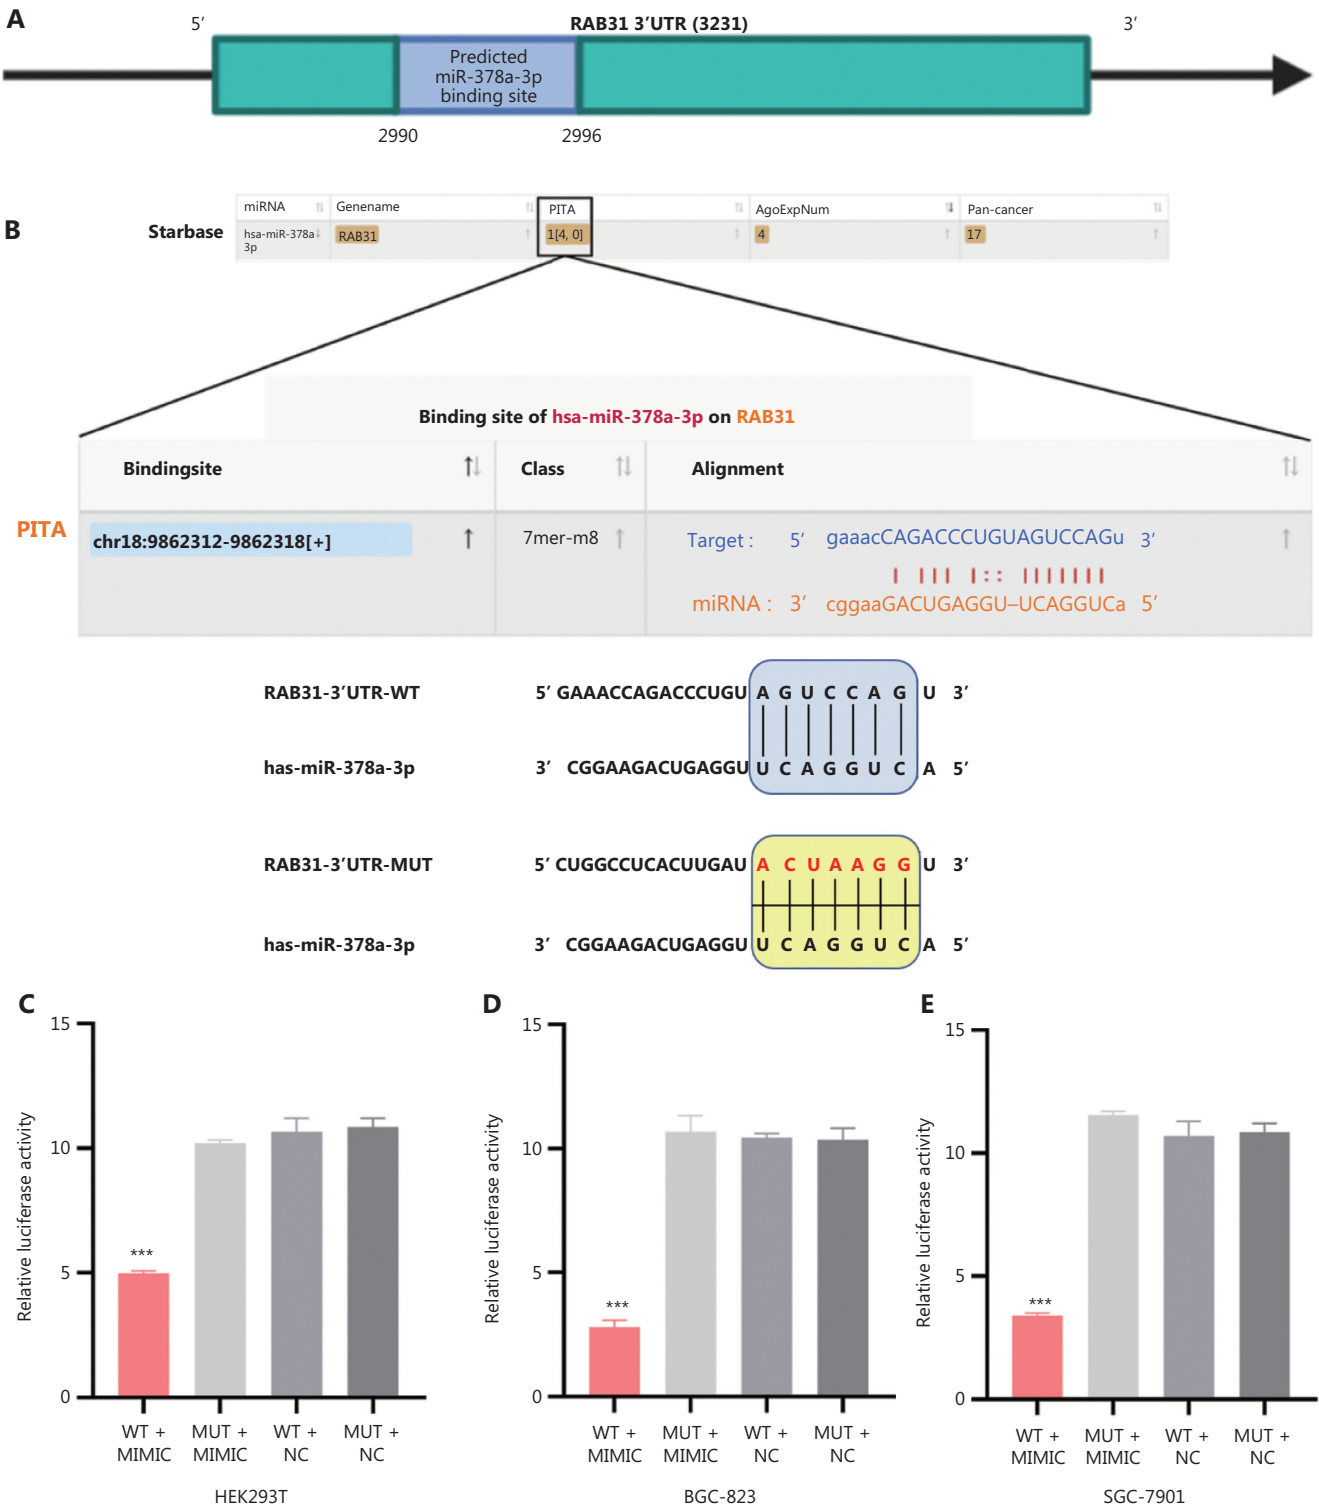 A
5′ RAB31 3′UTR (3231) 3′
Predicted
miR-378a-3p
binding site
2990 2996
B
Starbase
miRNA Genename PITA AgoExpNum Pan-cancer
hsa-miR-378a-
3p
RAB31 1[4, 0] 4 17
Binding site of hsa-miR-378a-3p on RAB31
Bindingsite Class Alignment
PITA
chr18:9862312-9862318[+] 7mer-m8 Target : 5′ gaaacCAGACCCUGUAGUCCAGu 3′
miRNA : 3′ cggaaGACUGAGGU–UCAGGUCa 5′
RAB31-3′UTR-WT 5′ GAAACCAGACCCUGU A G U C C A G U 3′
has-miR-378a-3p 3′ CGGAAGACUGAGGU U C A G G U C A 5′
RAB31-3′UTR-MUT 5′ CUGGCCUCACUUGAU A C U A A G G U 3′
has-miR-378a-3p 3′ CGGAAGACUGAGGU U C A G G U C A 5′
C
Relative luciferase activity
15
10
5
0
***
WT +
MIMIC
MUT +
MIMIC
WT +
NC
MUT +
NC
HEK293T
D
Relative luciferase activity
15
10
5
0
***
WT +
MIMIC
MUT +
MIMIC
WT +
NC
MUT +
NC
BGC-823
E
Relative luciferase activity
15
10
5
0
***
WT +
MIMIC
MUT +
MIMIC
WT +
NC
MUT +
NC
SGC-7901